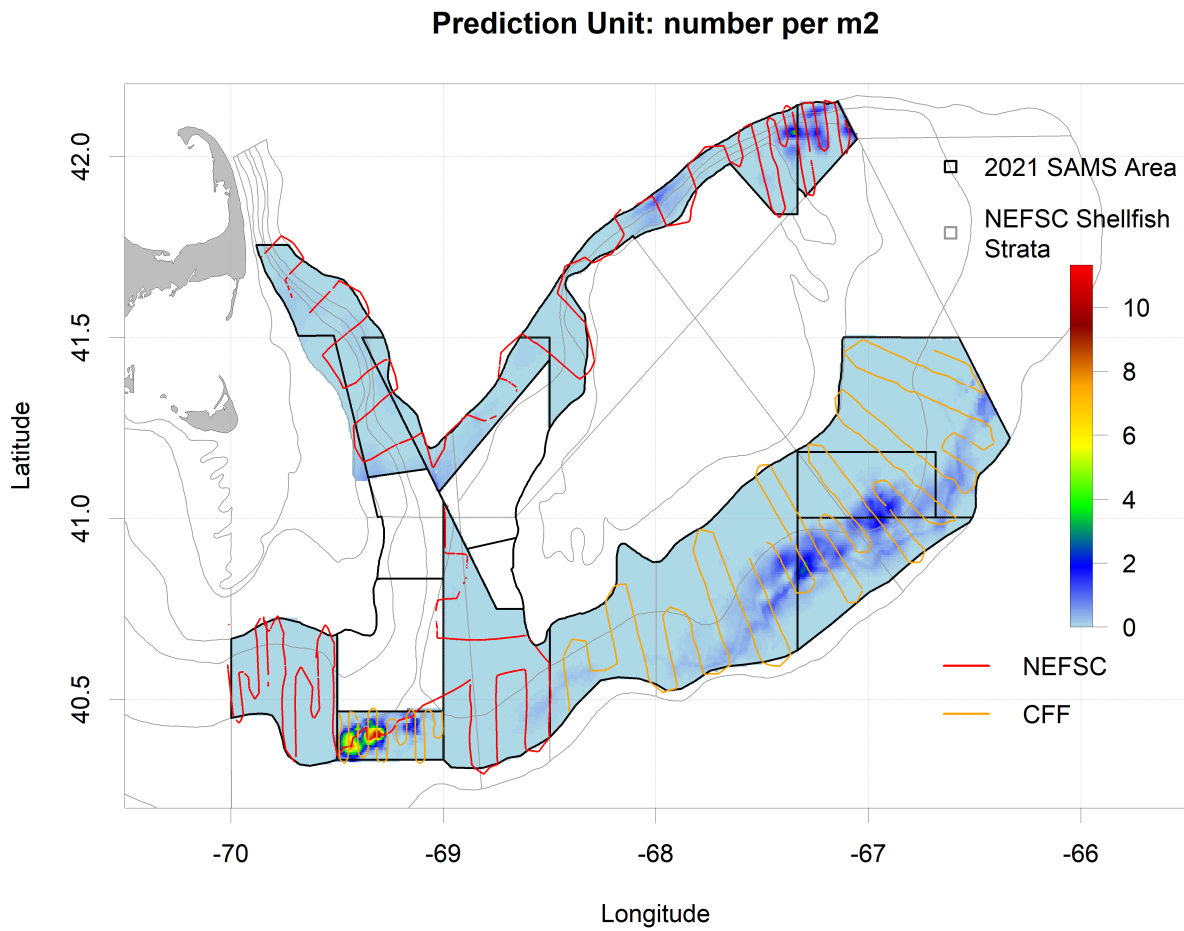 Prediction Unit: number per m2
2021 SAMS Area
NEFSC Shellfish
Strata
10
8
6
4
2
0
NEFSC
CFF
42.0
41.5
41.0
40.5
Latitude
-70
-69
-68
-67
-66
Longitude